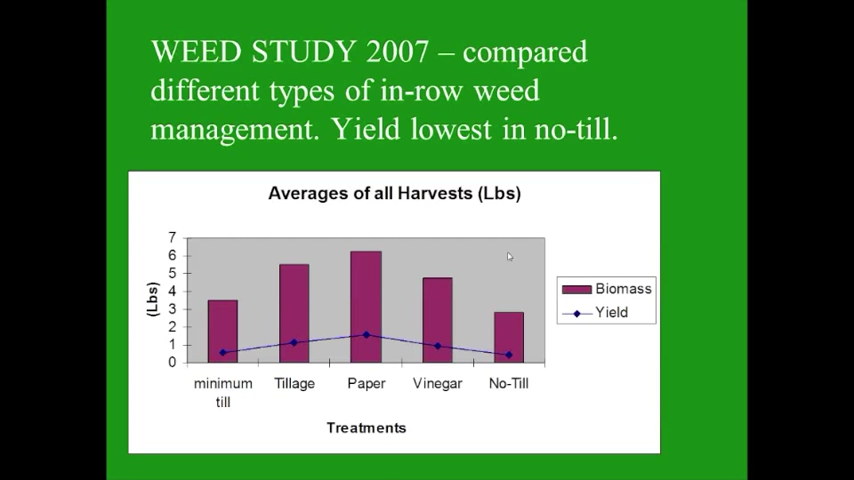 WEED STUDY 2007 – compared
different types of in-row weed
management. Yield lowest in no-till.
Averages of all Harvests (Lbs)
7
6
5
4
3
2
1
0
(Lbs)
minimum
till
Tillage
Paper
Vinegar
No-Till
Treatments
Biomass
Yield